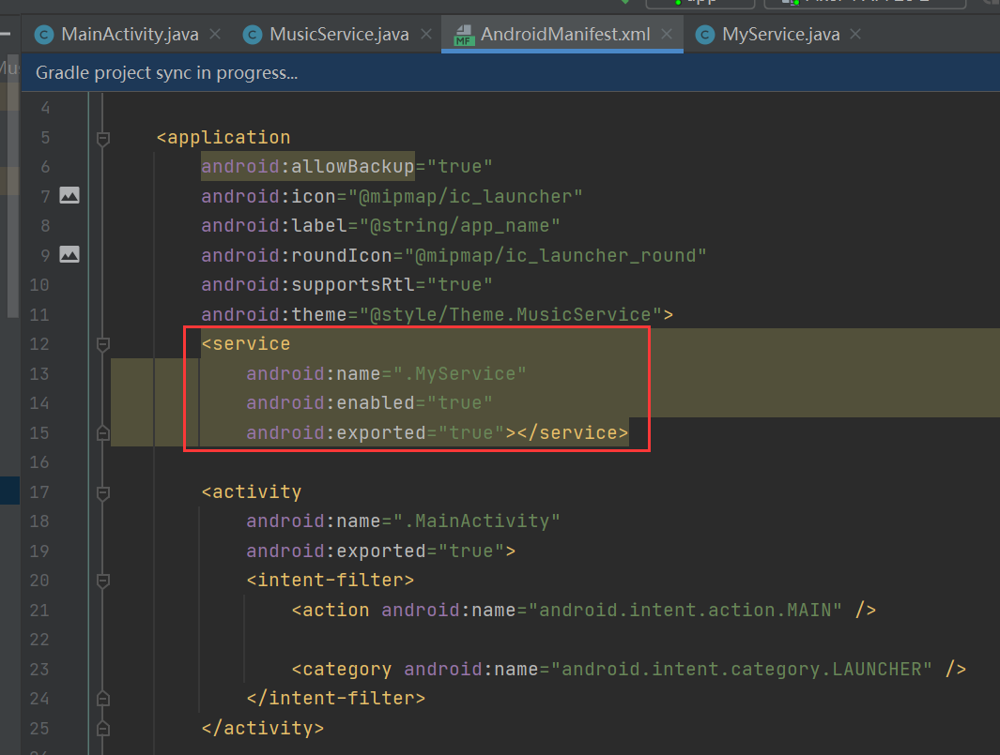 app
MainActivity.java
MusicService.java
AndroidManifest.xml
MyService.java
Gradle project sync in progress...
4
5 <application
6 android:allowBackup="true"
7 android:icon="@mipmap/ic_launcher"
8 android:label="@string/app_name"
9 android:roundIcon="@mipmap/ic_launcher_round"
10 android:supportsRtl="true"
11 android:theme="@style/Theme.MusicService">
12 <service
13 android:name=".MyService"
14 android:enabled="true"
15 android:exported="true"></service>
16
17 <activity
18 android:name=".MainActivity"
19 android:exported="true">
20 <intent-filter>
21 <action android:name="android.intent.action.MAIN" />
22
23 <category android:name="android.intent.category.LAUNCHER" />
24 </intent-filter>
25 </activity>